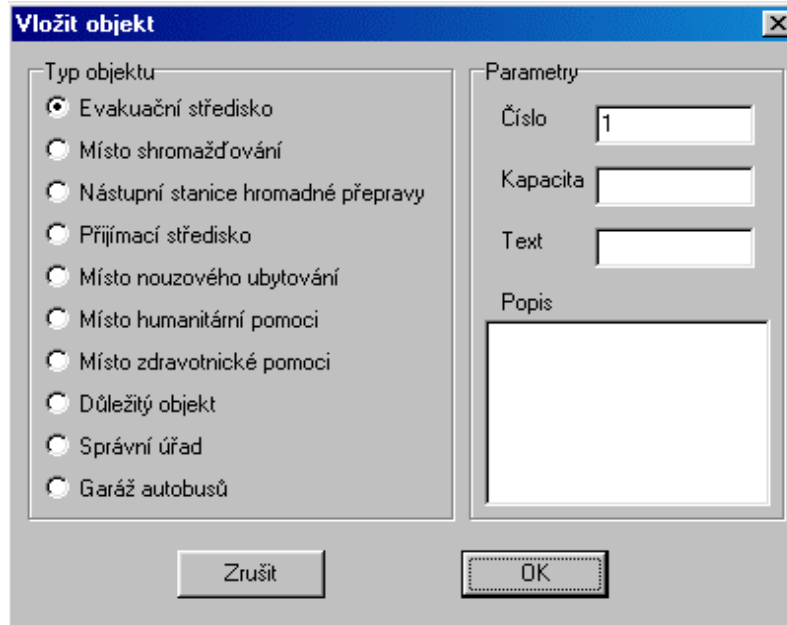 Vložit objekt
Typ objektu
Evakuační středisko
Místo shromažďování
Nástupní stanice hromadné přepravy
Přijímací středisko
Místo nouzového ubytování
Místo humanitární pomoci
Místo zdravotnické pomoci
Důležitý objekt
Správní úřad
Garáž autobusů
Parametry
Číslo 1
Kapacita
Text
Popis
Zrušit
OK